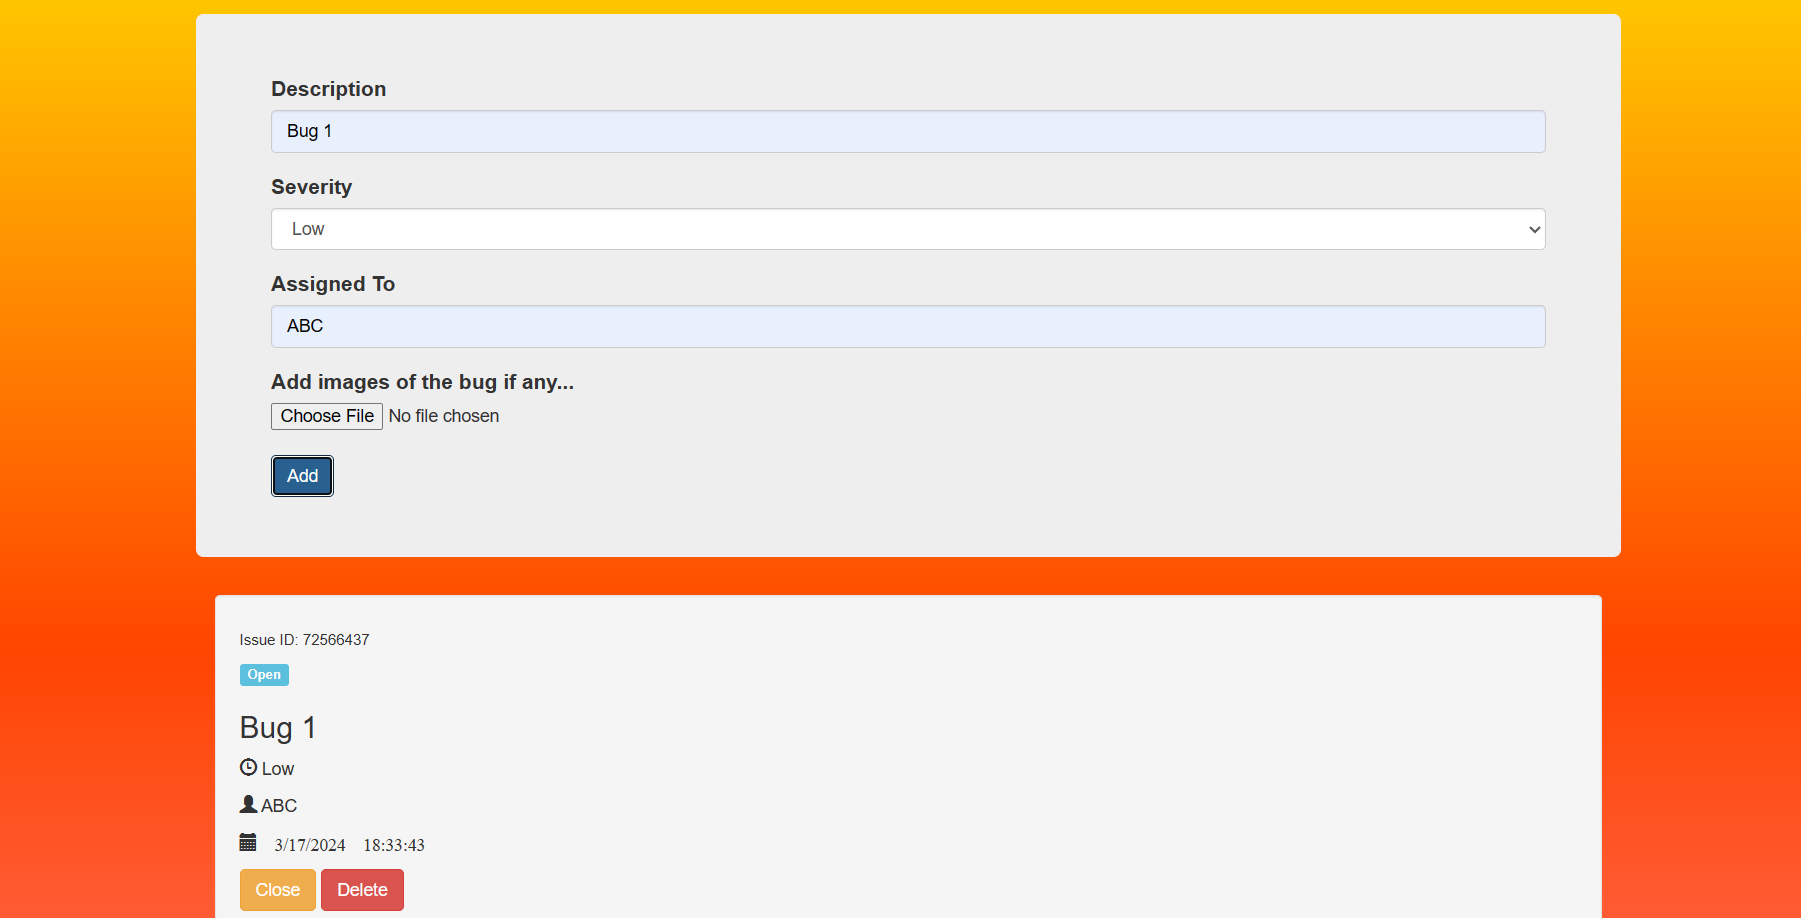 Description
Bug 1
Severity
Low
Assigned To
ABC
Add images of the bug if any...
Choose File No file chosen
Add
Issue ID: 72566437
Open
Bug 1
Low
ABC
3/17/2024 18:33:43
Close Delete